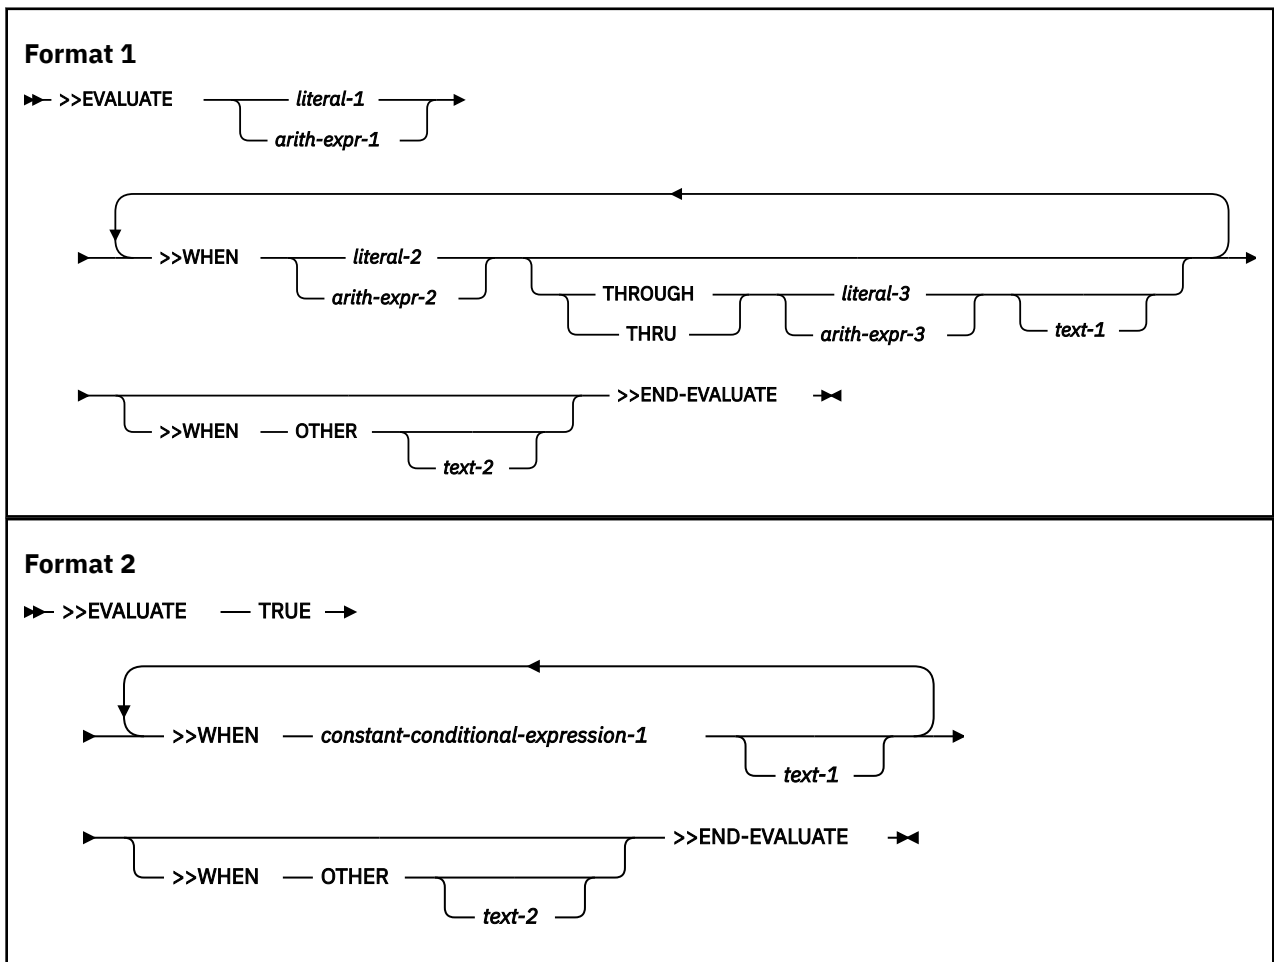 Format 1
>>EVALUATE literal-1
arith-expr-1
>>WHEN literal-2
arith-expr-2
THROUGH literal-3
THRU arith-expr-3 text-1
>>END-EVALUATE
>>WHEN OTHER
text-2
Format 2
>>EVALUATE TRUE
>>WHEN constant-conditional-expression-1
text-1
>>END-EVALUATE
>>WHEN OTHER
text-2